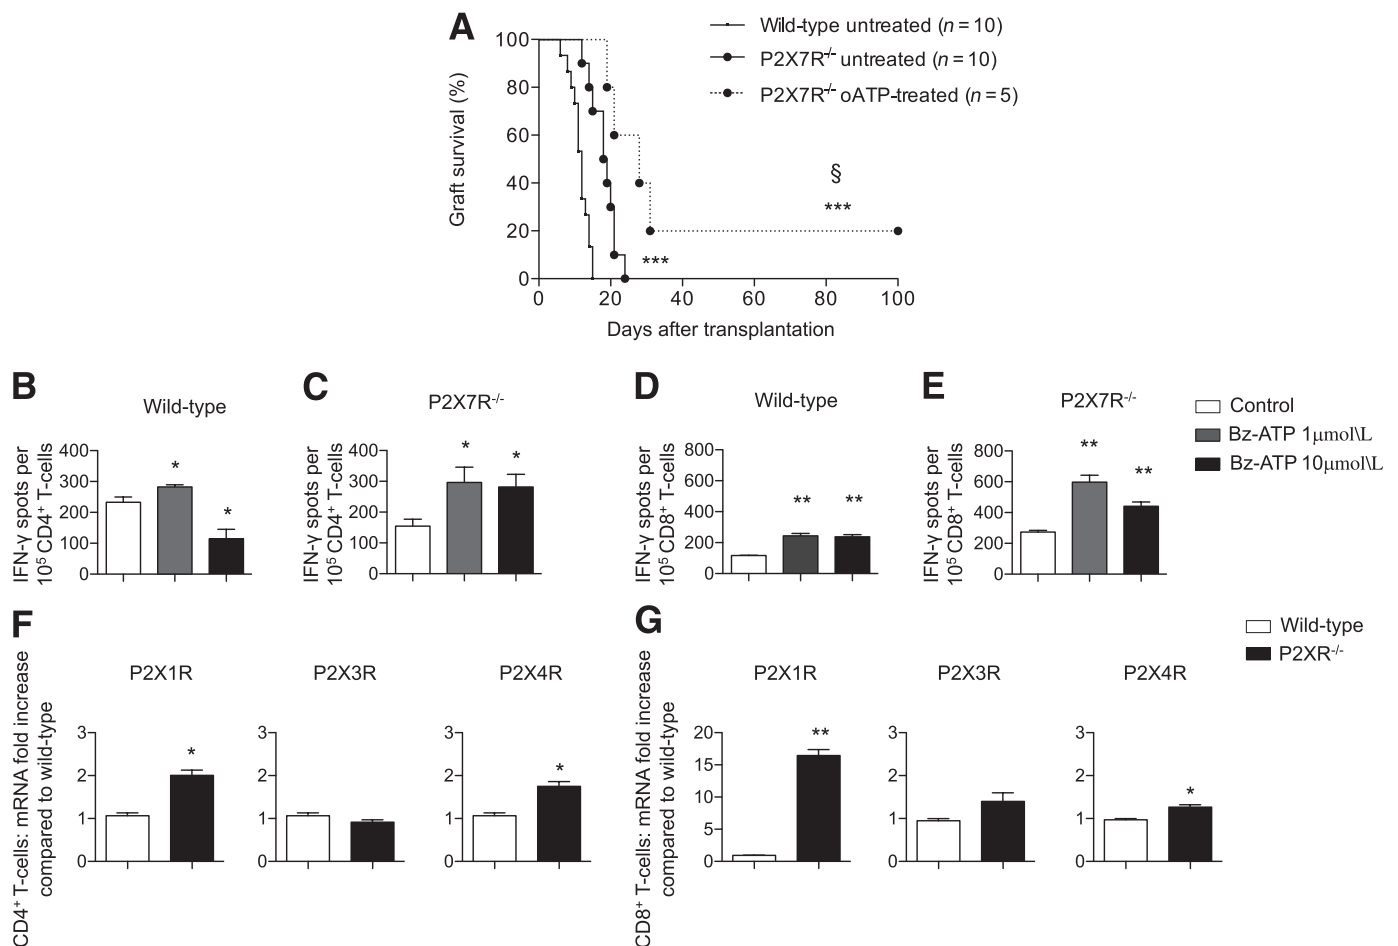 A
Wild-type untreated (n = 10)
P2X7R-/- untreated (n = 10)
P2X7R-/- oATP-treated (n = 5)
Graft survival (%)
100
80
60
40
20
0
§
***
***
0 20 40 60 80 100
Days after transplantation
B
Wild-type
IFN-γ spots per
10⁵ CD4⁺ T-cells
400
300
200
100
0
*
*
C
P2X7R-/-
IFN-γ spots per
10⁵ CD4⁺ T-cells
400
300
200
100
0
*
*
D
Wild-type
IFN-γ spots per
10⁵ CD8⁺ T-cells
800
600
400
200
0
**
**
E
P2X7R-/-
IFN-γ spots per
10⁵ CD8⁺ T-cells
800
600
400
200
0
**
**
Control
Bz-ATP 1μmol\L
Bz-ATP 10μmol\L
F
CD4⁺ T-cells: mRNA fold increase
compared to wild-type
P2X1R
3
2
1
0
*
P2X3R
3
2
1
0
P2X4R
3
2
1
0
*
G
CD8⁺ T-cells: mRNA fold increase
compared to wild-type
P2X1R
20
15
10
5
0
**
P2X3R
3
2
1
0
P2X4R
3
2
1
0
*
Wild-type
P2XR-/-